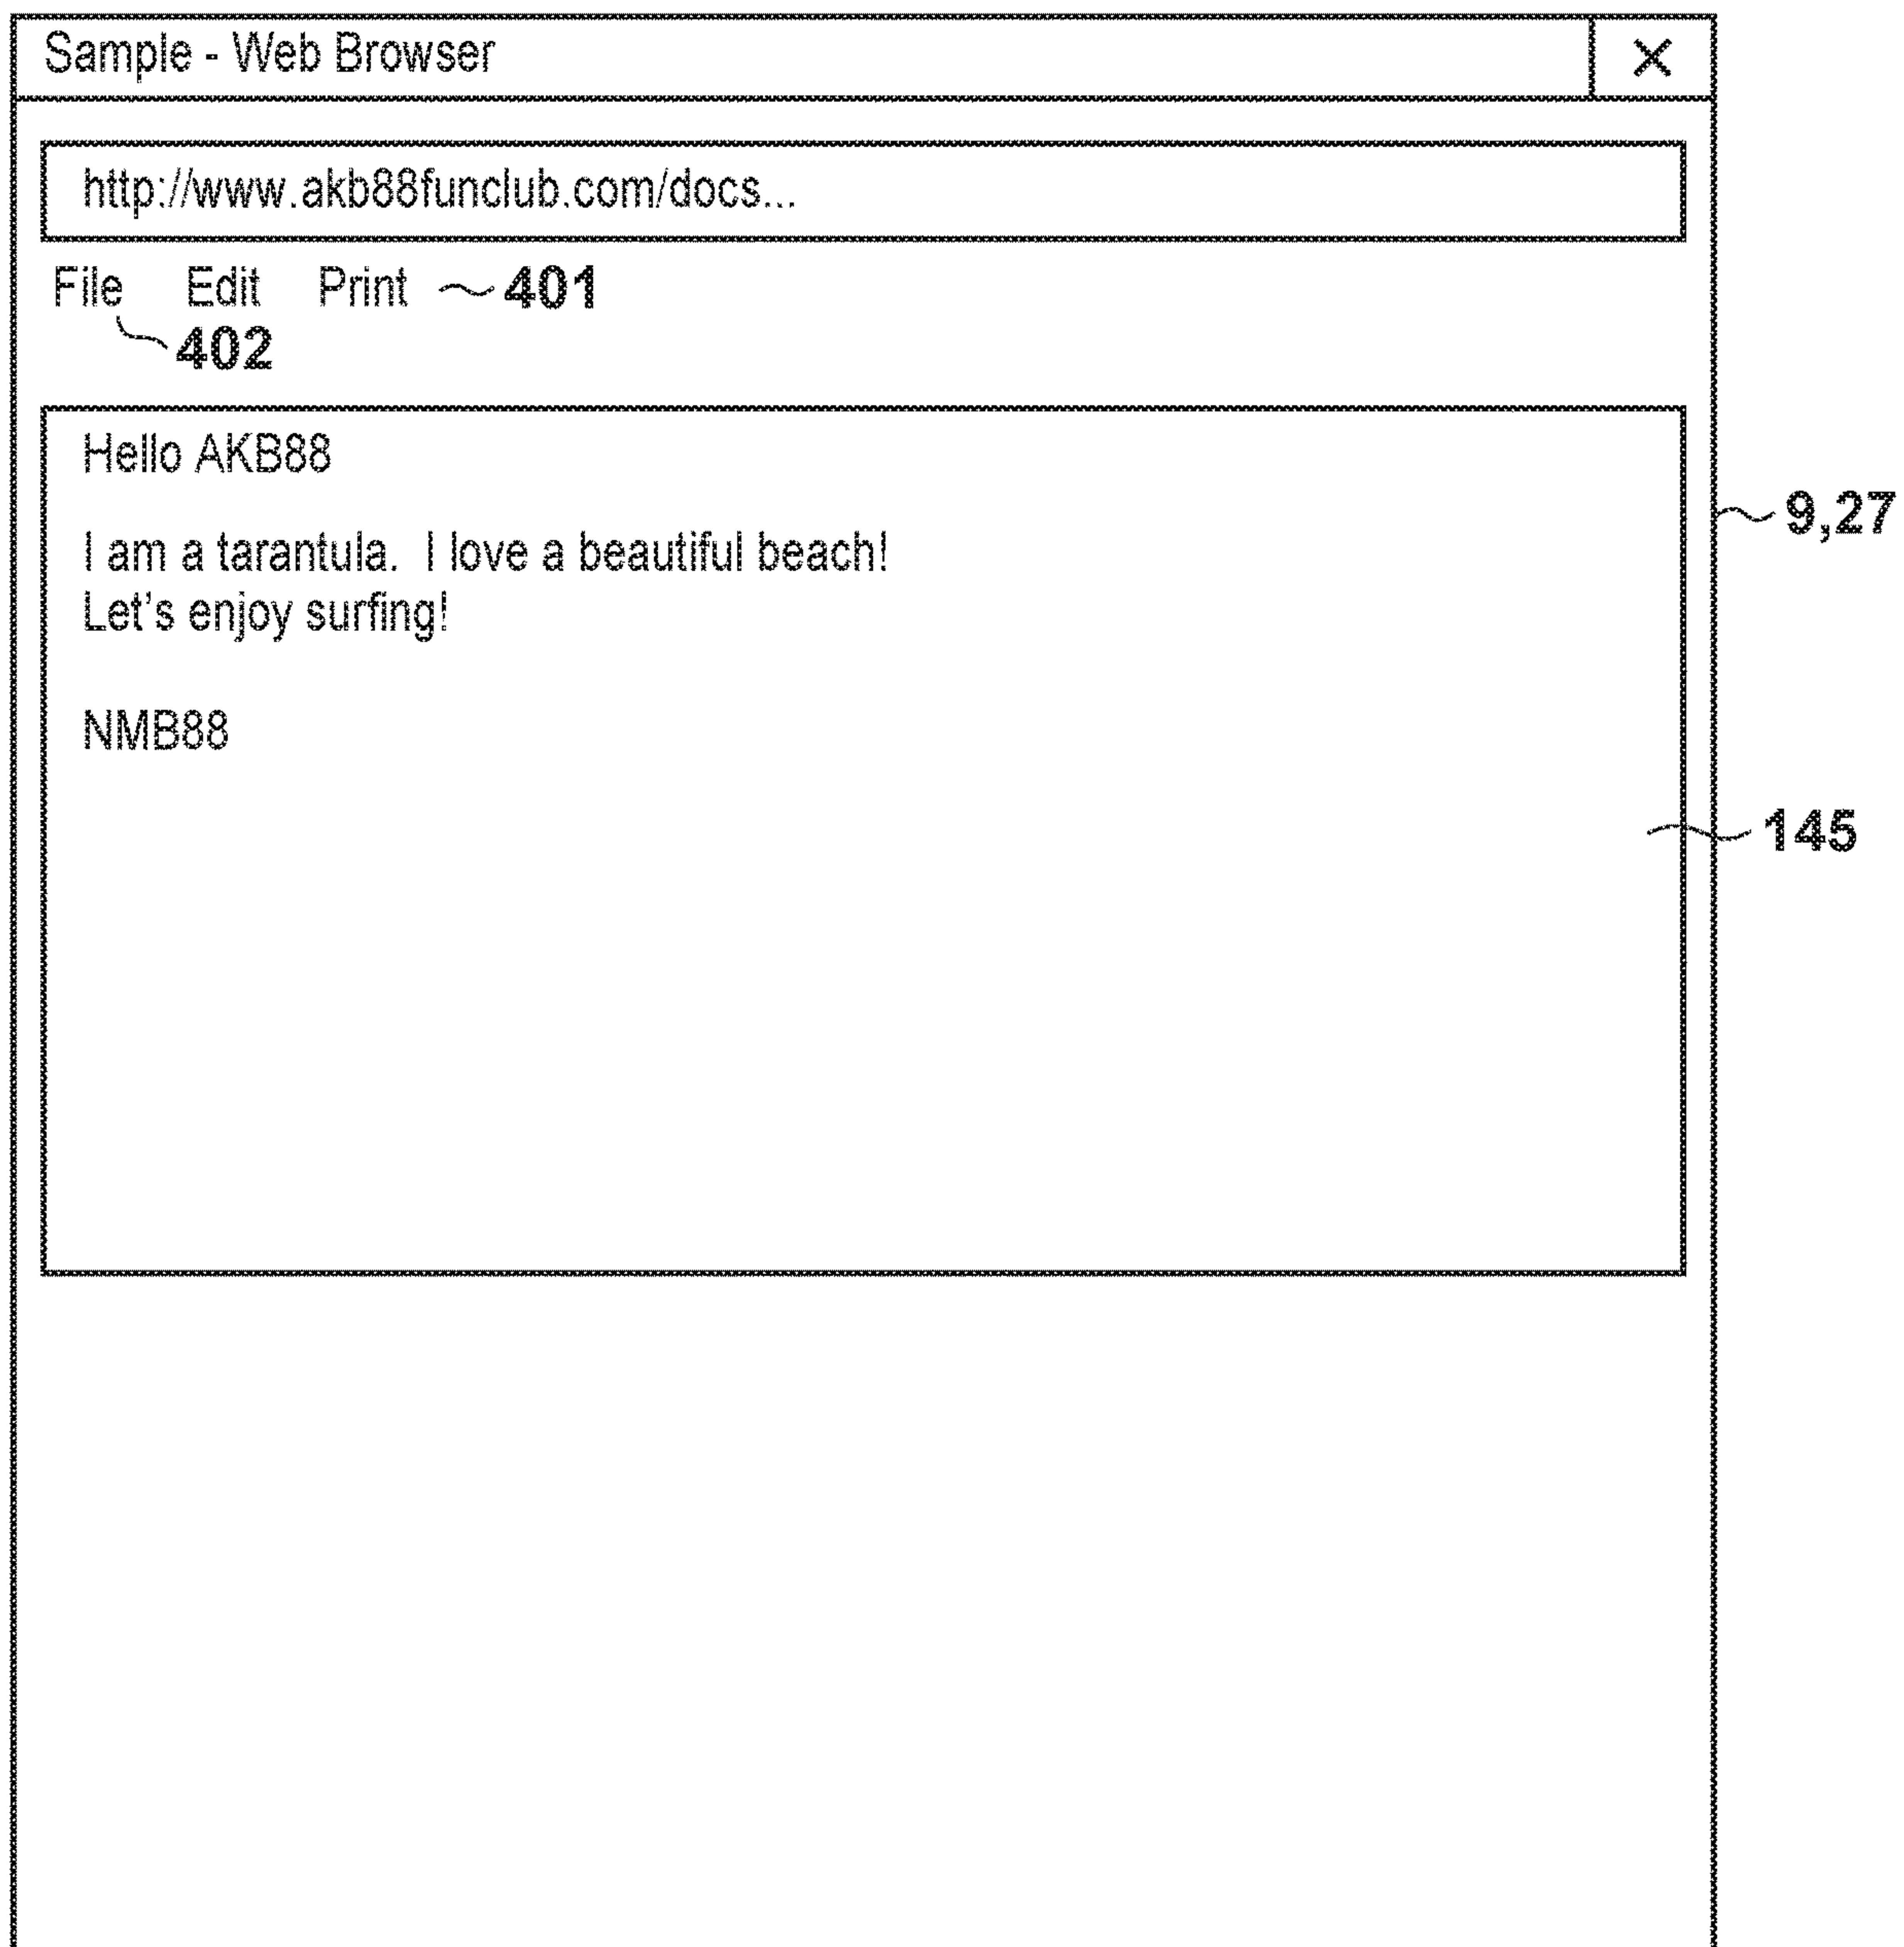 Sample - Web Browser ×
http://www.akb88funclub.com/docs...
File Edit Print 401
402
Hello AKB88
I am a tarantula. I love a beautiful beach!
9,27
Let's enjoy surfing!
NMB88
145